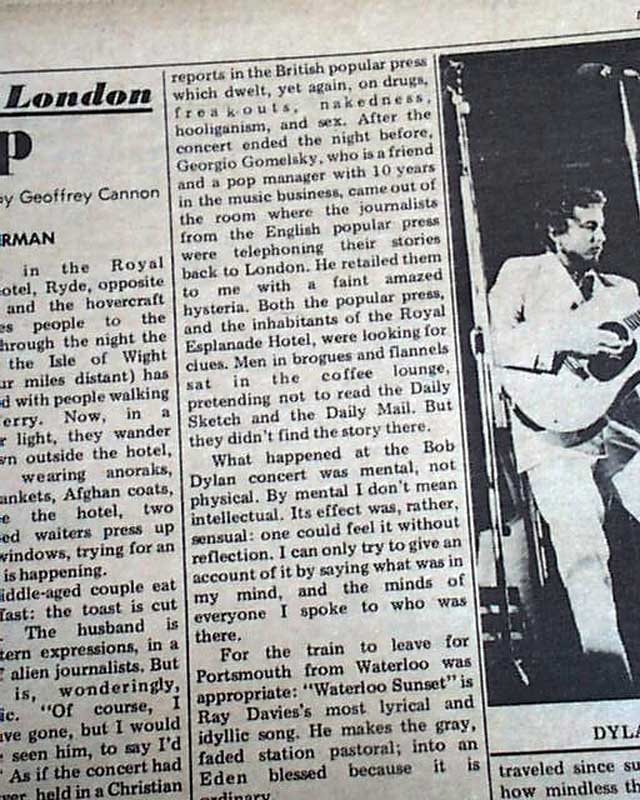 London
p
by Geoffrey Cannon
RMAN
in the Royal
otel, Ryde, opposite
and the hovercraft
es people to the
hrough the night the
the Isle of Wight
ur miles distant) has
d with people walking
erry. Now, in a
r light, they wander
wn outside the hotel,
wearing anoraks,
ankets, Afghan coats,
e the hotel, two
ed waiters press up
windows, trying for an
is happening.
iddle-aged couple eat
fast: the toast is cut
The husband is
tern expressions, in a
f alien journalists. But
is, wonderingly,
ic. "Of course, I
ve gone, but I would
e seen him, to say I'd
As if the concert had
ver held in a Christian
reports in the British popular press
which dwelt, yet again, on drugs,
freakouts, nakedness,
hooliganism, and sex. After the
concert ended the night before,
Georgio Gomelsky, who is a friend
and a pop manager with 10 years
in the music business, came out of
the room where the journalists
from the English popular press
were telephoning their stories
back to London. He retailed them
to me with a faint amazed
hysteria. Both the popular press,
and the inhabitants of the Royal
Esplanade Hotel, were looking for
clues. Men in brogues and flannels
sat in the coffee lounge,
pretending not to read the Daily
Sketch and the Daily Mail. But
they didn't find the story there.
What happened at the Bob
Dylan concert was mental, not
physical. By mental I don't mean
intellectual. Its effect was, rather,
sensual: one could feel it without
reflection. I can only try to give an
account of it by saying what was in
my mind, and the minds of
everyone I spoke to who was
there.
For the train to leave for
Portsmouth from Waterloo was
appropriate: "Waterloo Sunset" is
Ray Davies's most lyrical and
idyllic song. He makes the gray,
faded station pastoral; into an
Eden blessed because it is
ordinary.
DYLA
traveled since su
how mindless th